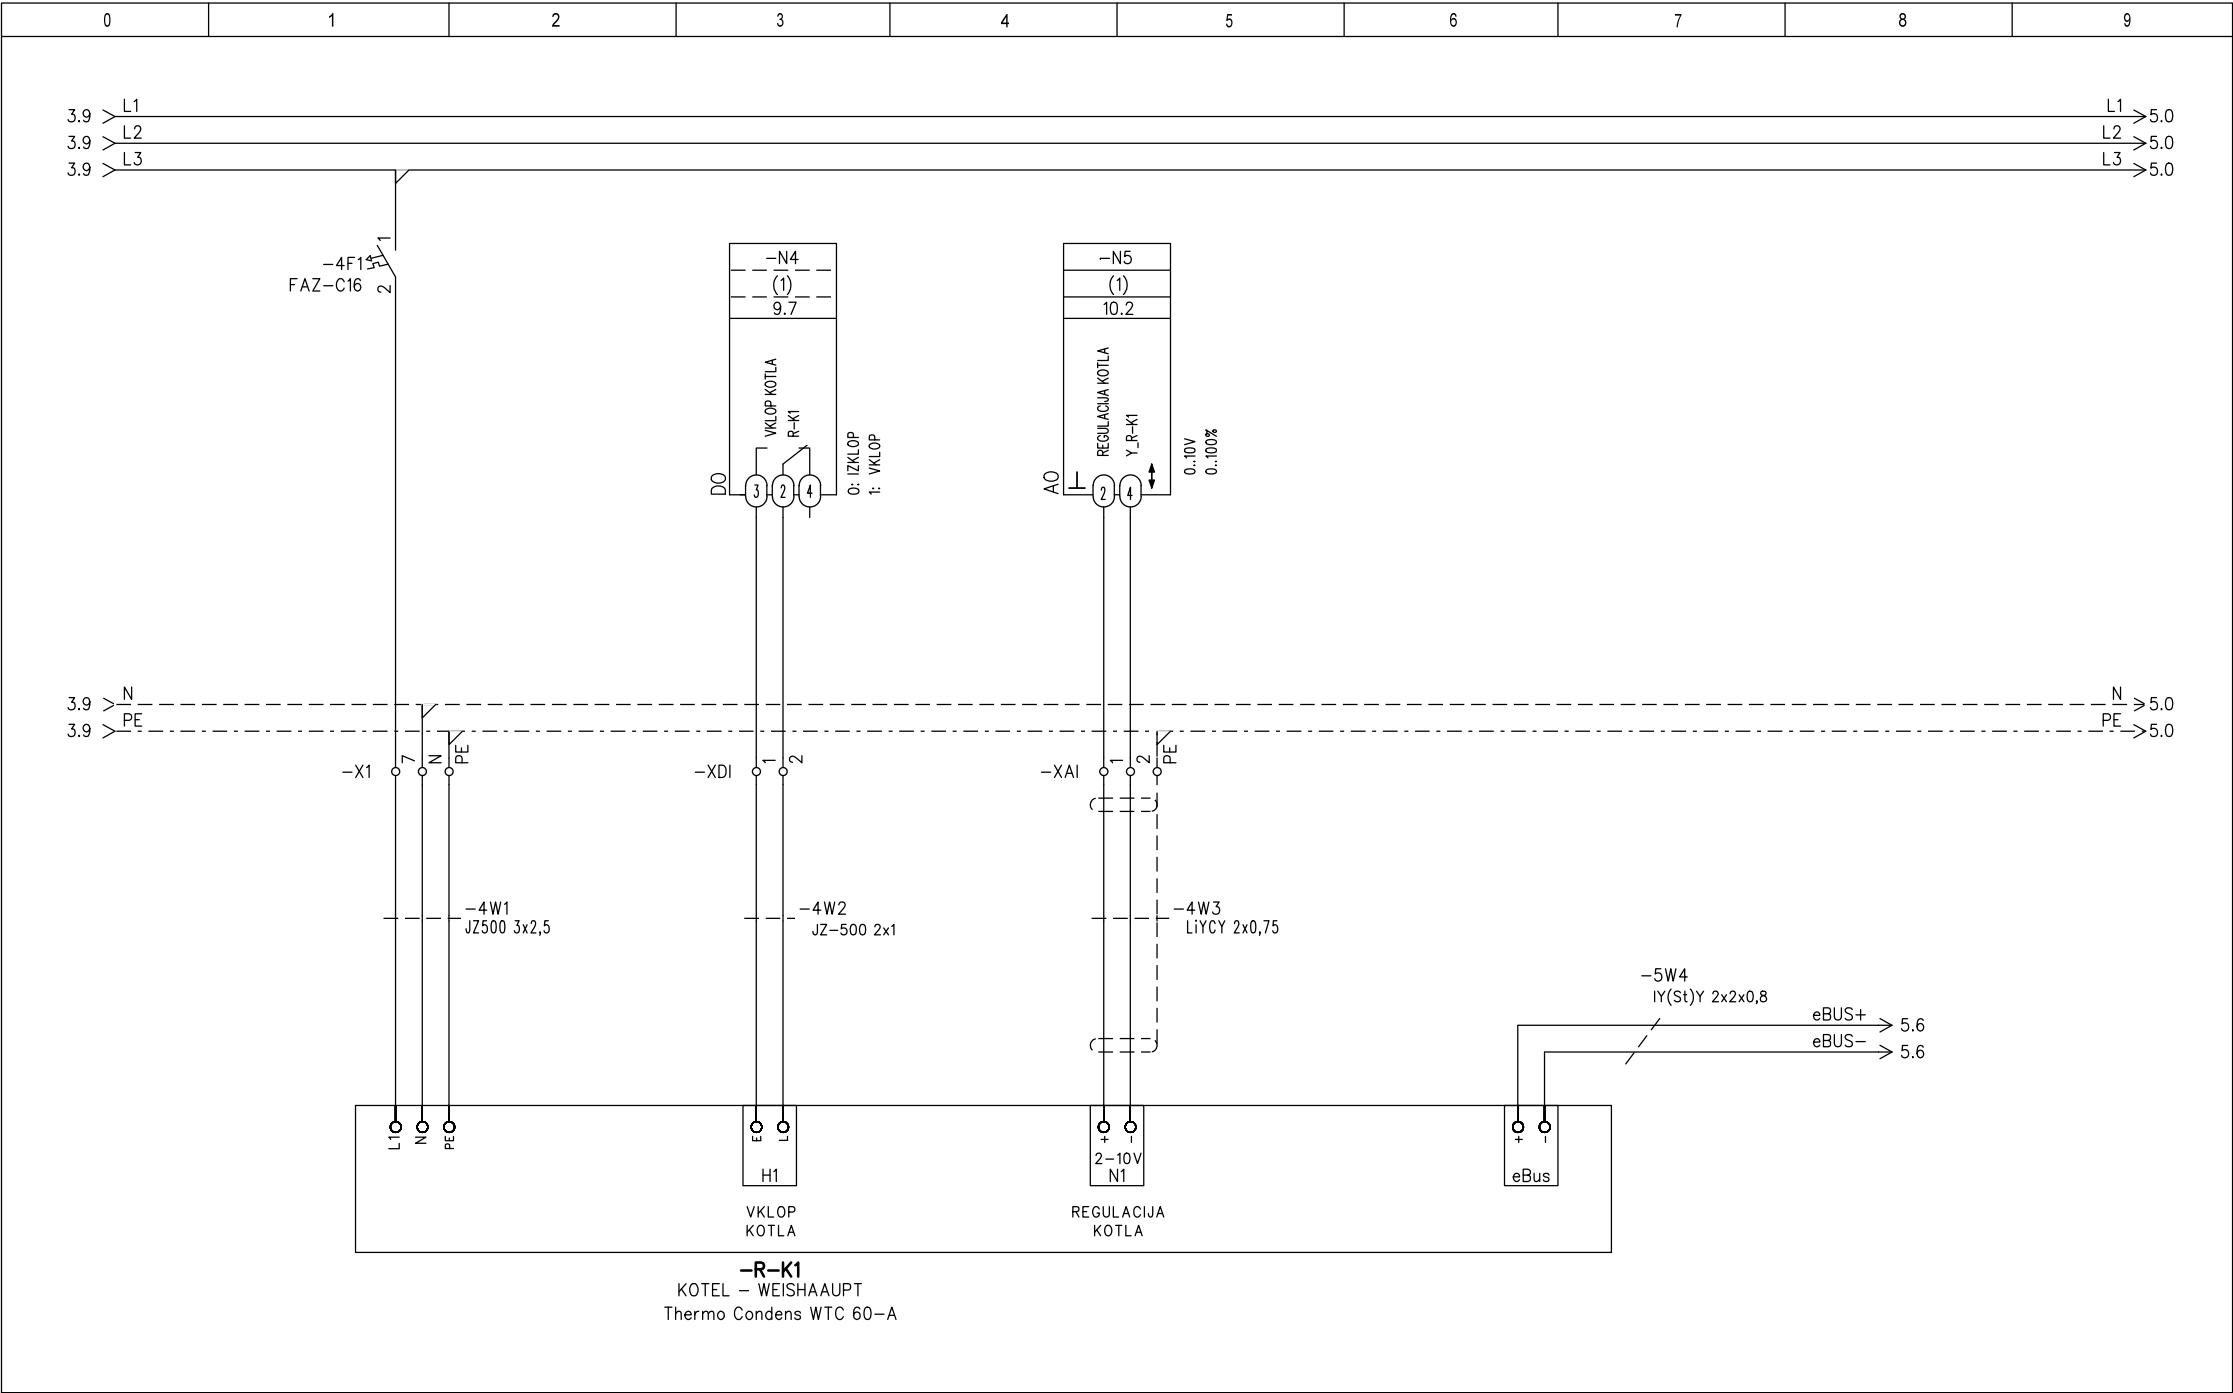 0 1 2 3 4 5 6 7 8 9
3.9 L1 L1 5.0
3.9 L2 L2 5.0
3.9 L3 L3 5.0
-4F1
FAZ-C16
1
2
-N4
(1)
9.7
VKLOP KOTLA
R-K1
DO
3 2 4
0: IZKLOP
1: VKLOP
-N5
(1)
10.2
REGULACIJA KOTLA
Y_R-K1
AO
2 4
0..10V
0..100%
3.9 N N 5.0
3.9 PE PE 5.0
-X1 7 N PE
-XDI 1 2
-XAI 1 2 PE
-4W1
JZ500 3x2,5
-4W2
JZ-500 2x1
-4W3
LiYCY 2x0,75
-5W4
IY(St)Y 2x2x0,8
eBUS+ 5.6
eBUS- 5.6
L1 N PE
E L
H1
VKLOP
KOTLA
+ -
2-10V
N1
REGULACIJA
KOTLA
+ -
eBus
-R-K1
KOTEL - WEISHAAUPT
Thermo Condens WTC 60-A